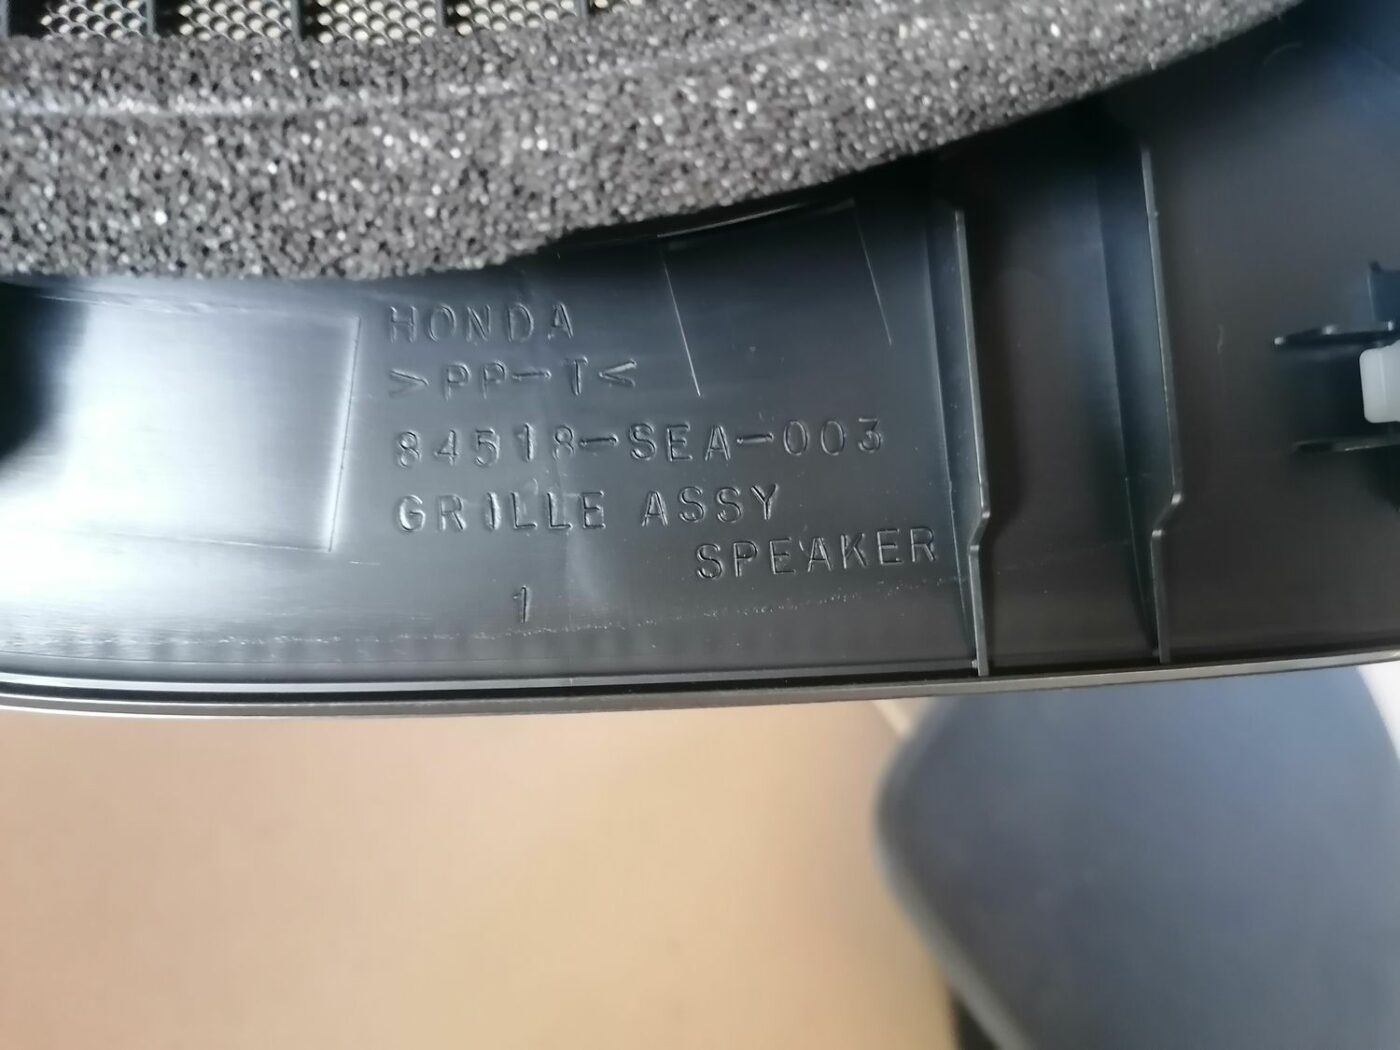 HONDA
>PP-T<
84518-SEA-003
GRILLE ASSY
SPEAKER
1